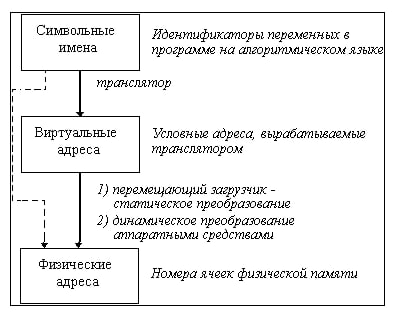 Символьные
имена
Идентификаторы переменных в
программе на алгоритмическом языке
транслятор
Виртуальные
адреса
Условные адреса, вырабатываемые
транслятором
1) перемещающий загрузчик -
статическое преобразование
2) динамическое преобразование
аппаратными средствами
Физические
адреса
Номера ячеек физической памяти